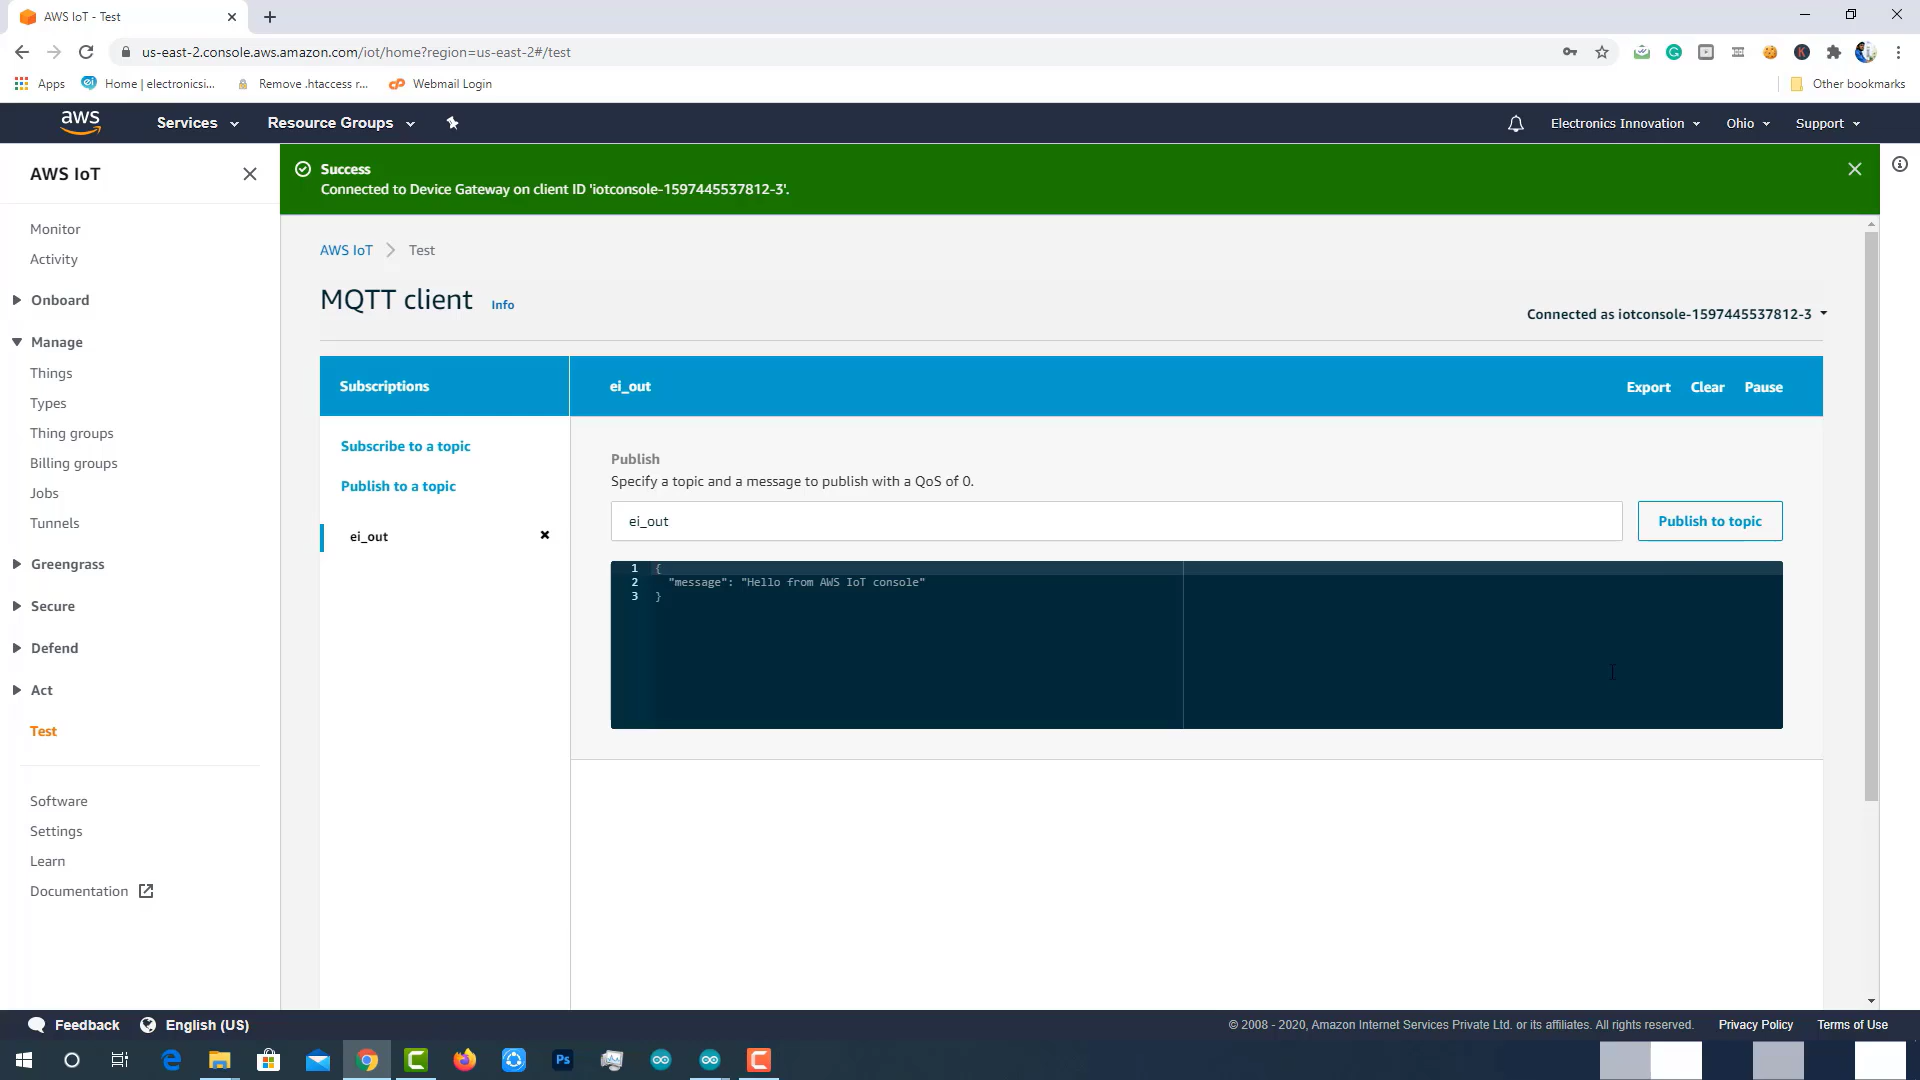 AWS IoT - Test
us-east-2.console.aws.amazon.com/iot/home?region=us-east-2#/test
Apps
Home | electronicsi...
Remove .htaccess r...
Webmail Login
Other bookmarks
aws
Services
Resource Groups
Electronics Innovation
Ohio
Support
AWS IoT
Success
Connected to Device Gateway on client ID 'iotconsole-1597445537812-3'.
Monitor
Activity
Onboard
Manage
Things
Types
Thing groups
Billing groups
Jobs
Tunnels
Greengrass
Secure
Defend
Act
Test
Software
Settings
Learn
Documentation
AWS IoT
Test
MQTT client
Info
Connected as iotconsole-1597445537812-3
Subscriptions
ei_out
Export
Clear
Pause
Subscribe to a topic
Publish to a topic
ei_out
Publish
Specify a topic and a message to publish with a QoS of 0.
ei_out
Publish to topic
1 {
2 "message": "Hello from AWS IoT console"
3 }
Feedback
English (US)
© 2008 - 2020, Amazon Internet Services Private Ltd. or its affiliates. All rights reserved.
Privacy Policy
Terms of Use
Ps